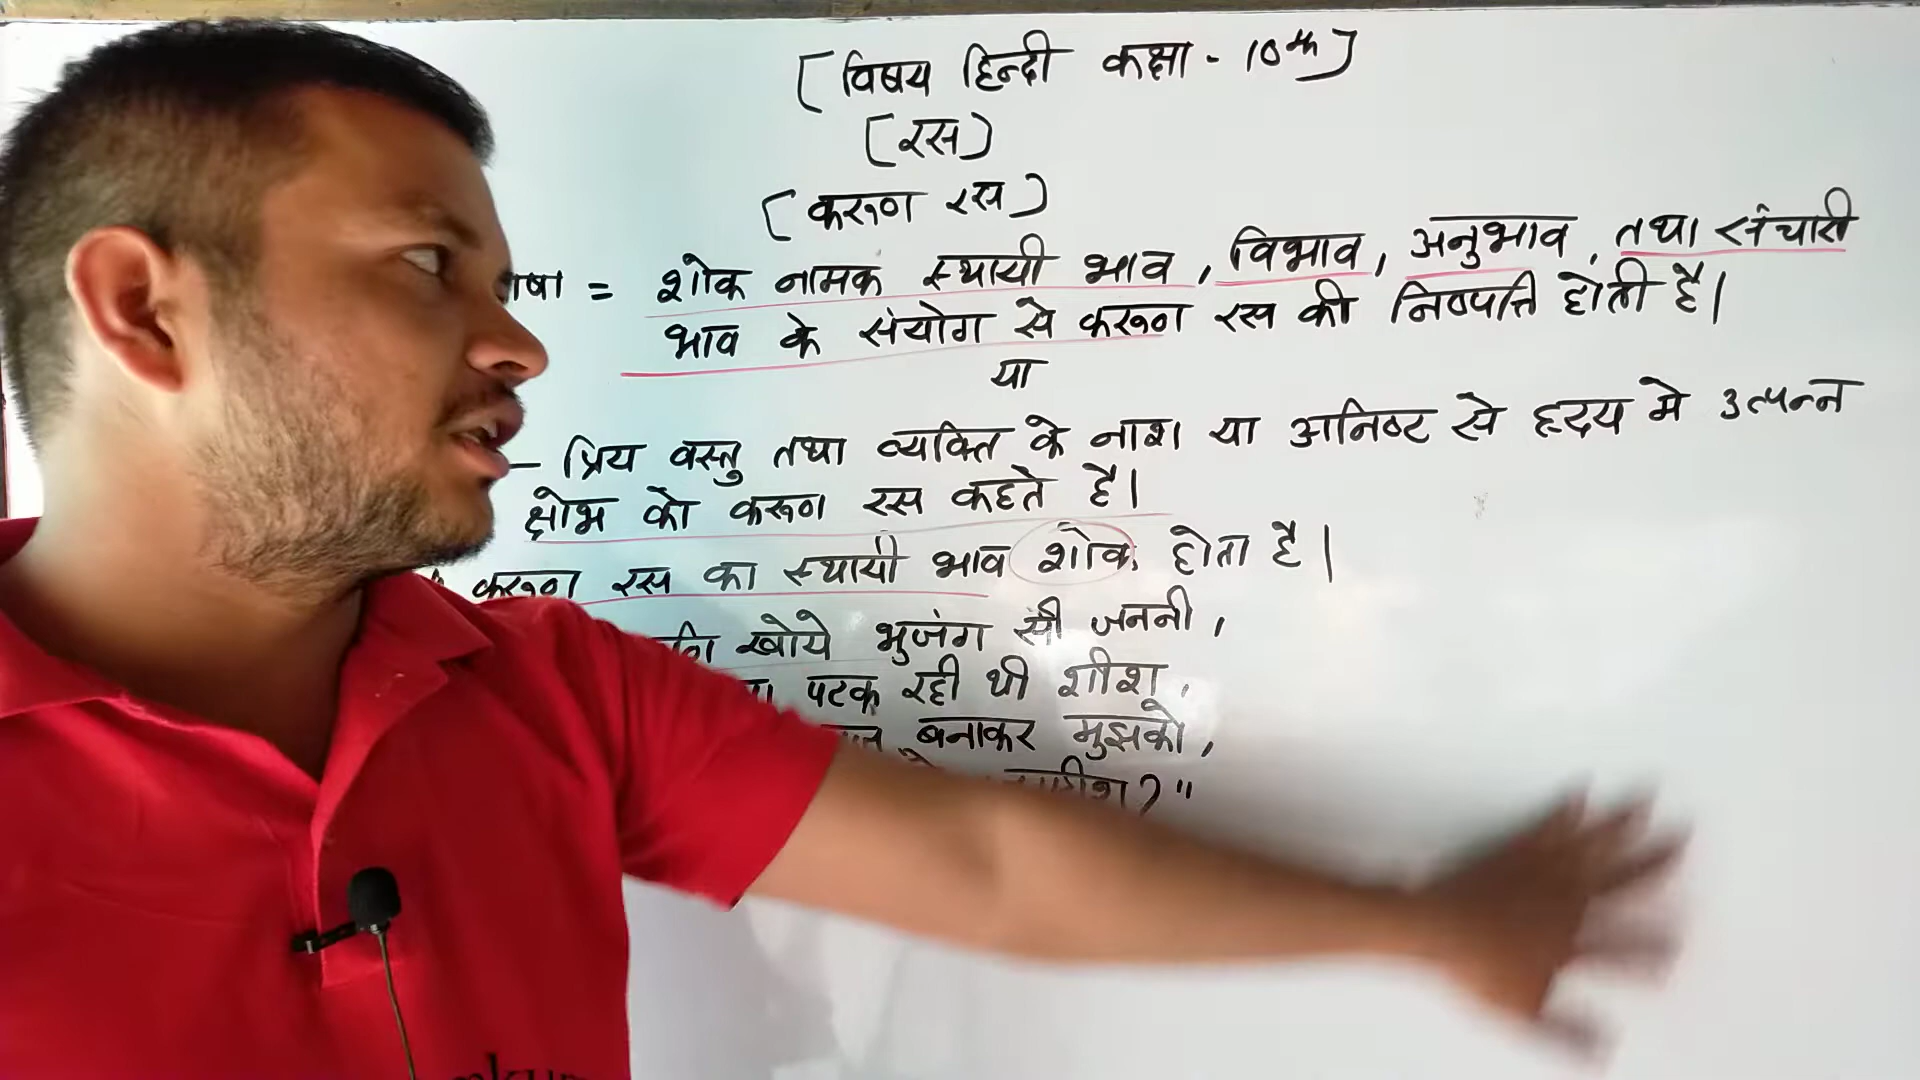 [विषय हिन्दी कक्षा - 10th]
[रस]
[करूण रस]
= शोक नामक स्थायी भाव, विभाव, अनुभाव, तथा संचारी
भाव के संयोग से करूण रस की निष्पत्ति होती है।
या
– प्रिय वस्तु तथा व्यक्ति के नाश या अनिष्ट से हृदय मे उत्पन्न
क्षोभ को करूण रस कहते है।
करूण रस का स्थायी भाव शोक होता है।
खोये भुजंग सी जननी,
पटक रही थी शीश,
बनाकर मुझको,